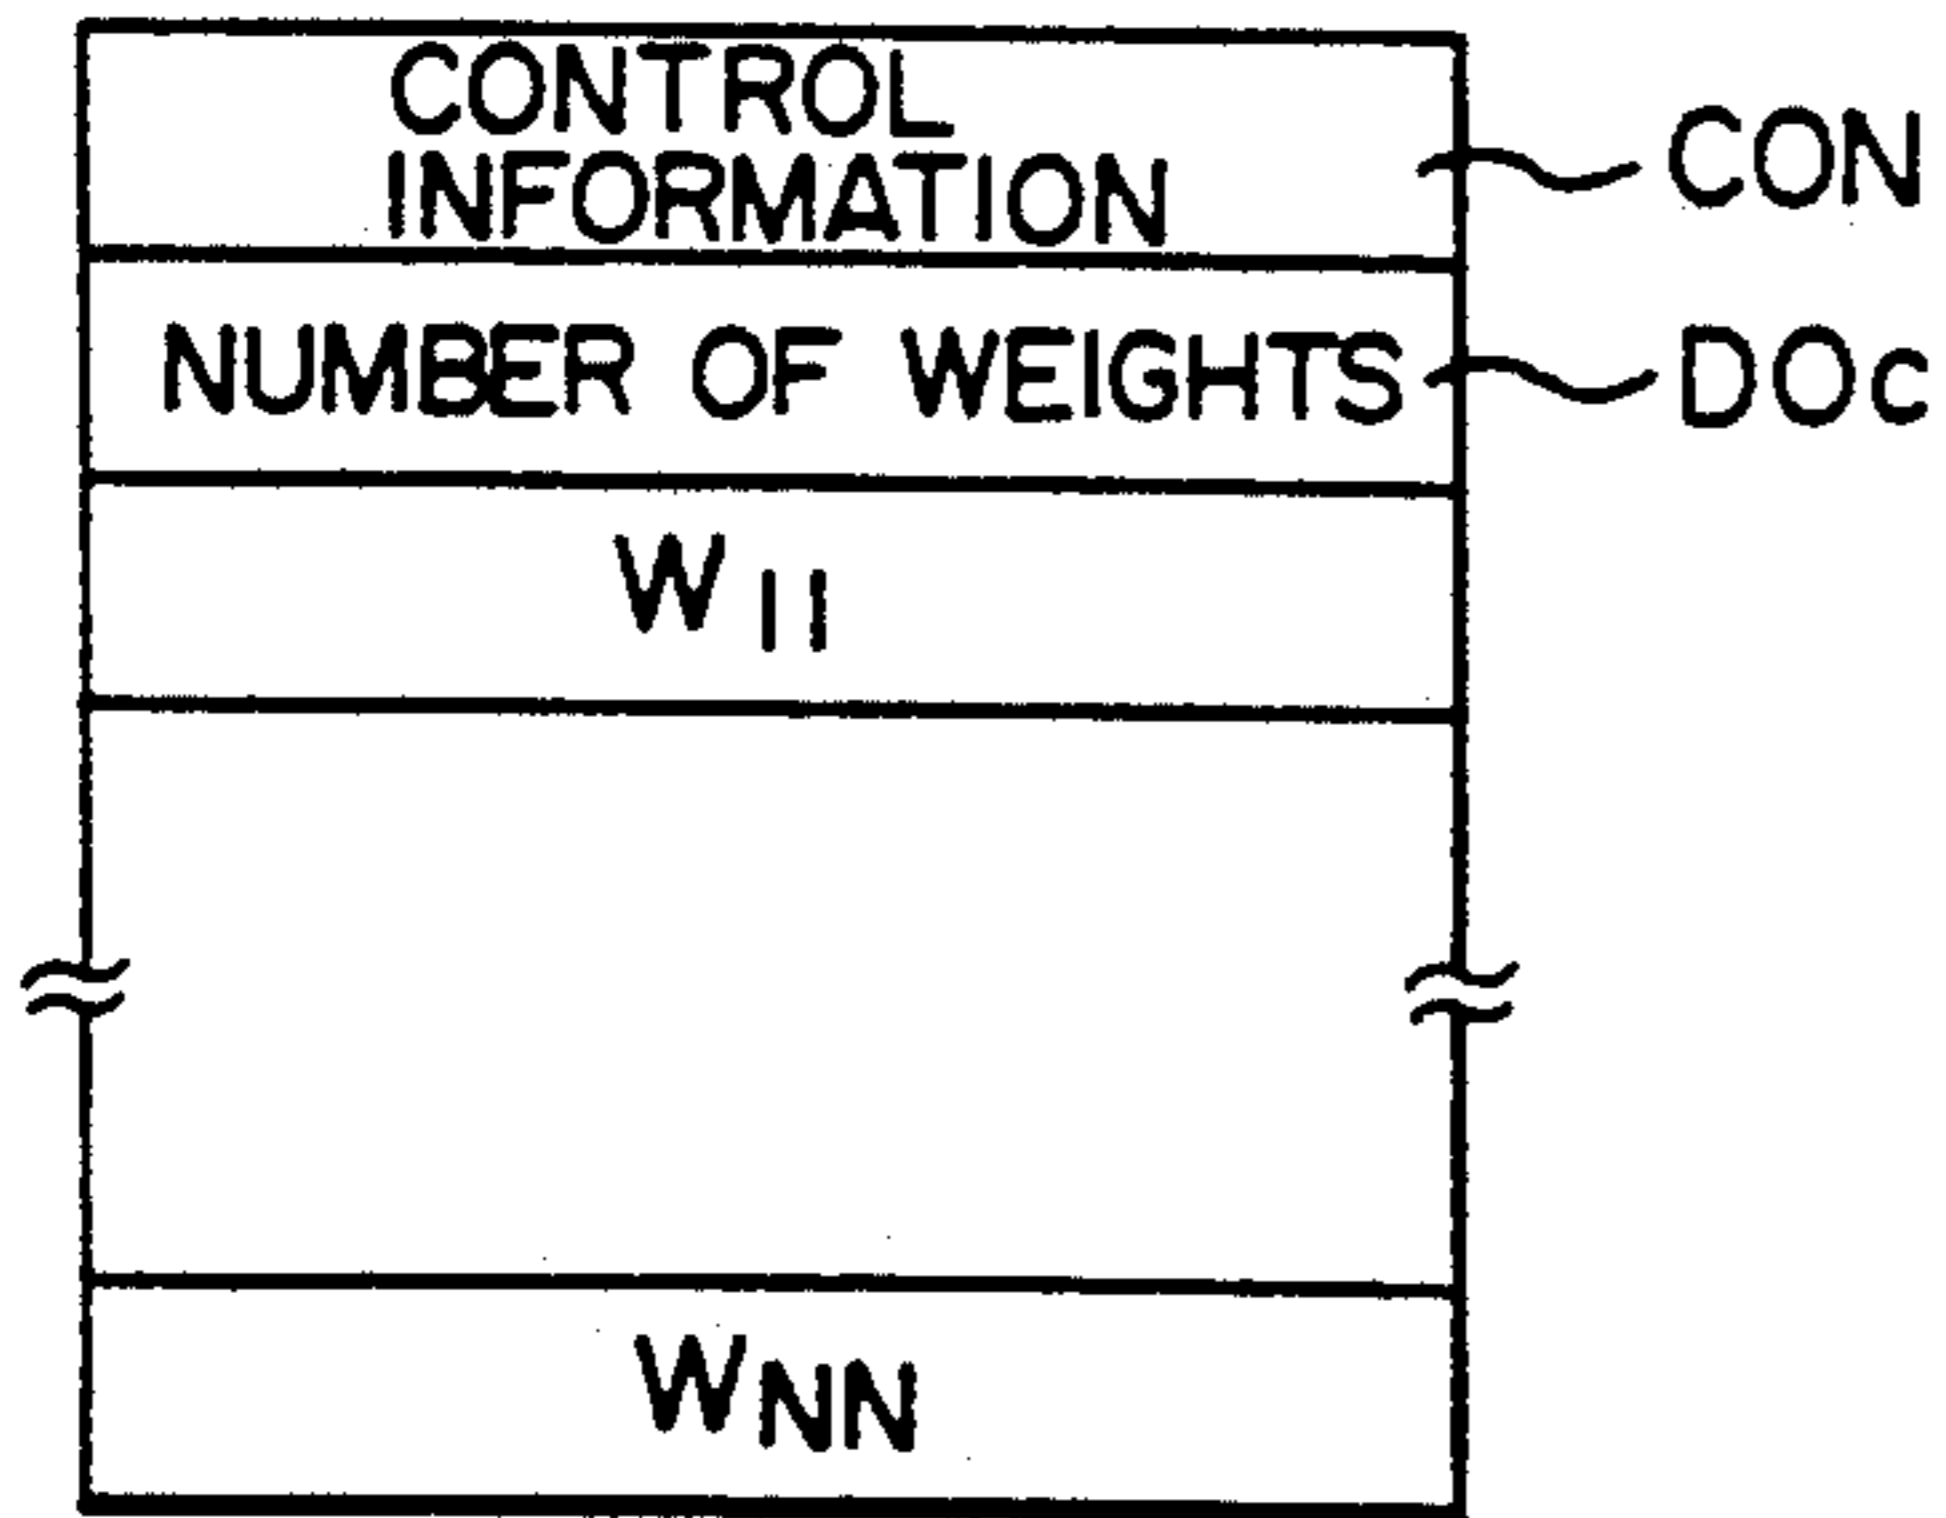 CONTROL
INFORMATION
CON
NUMBER OF WEIGHTS
DOc
W11
WNN